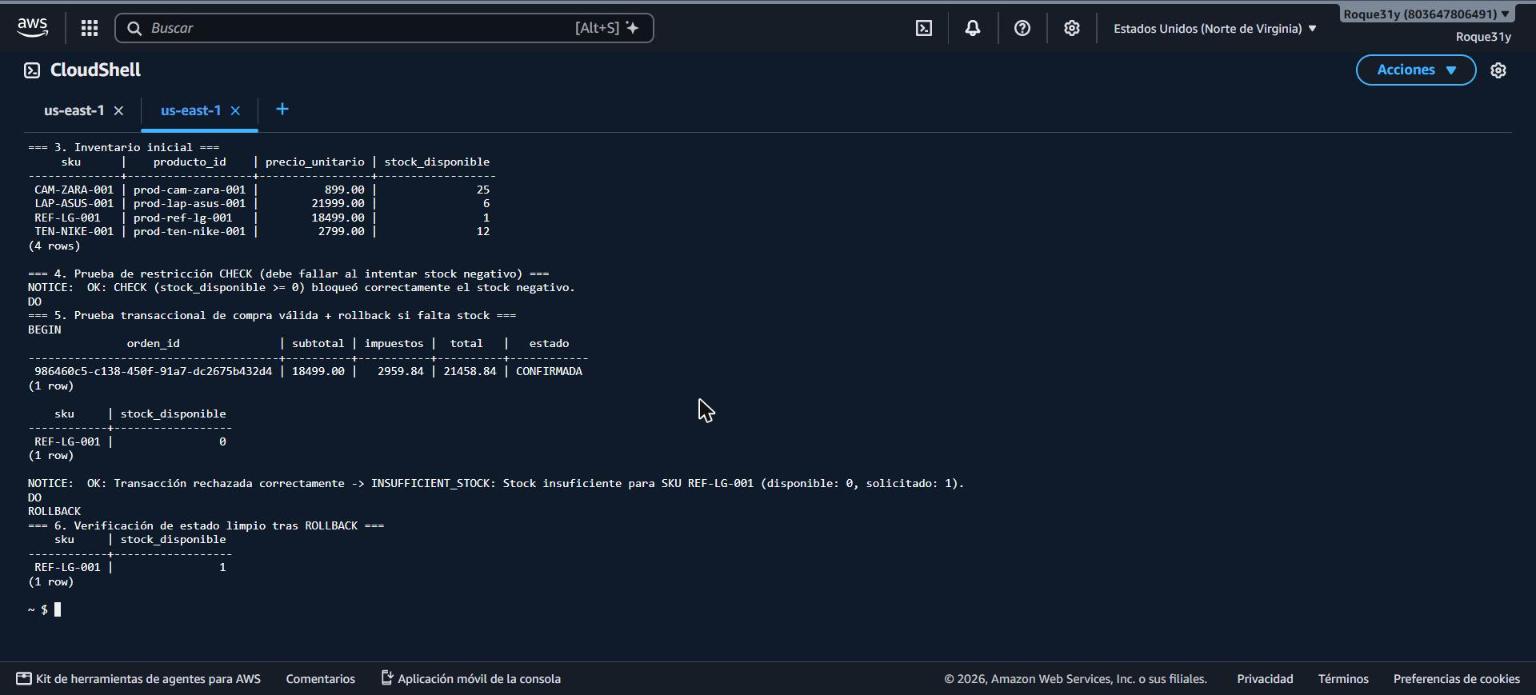 aws
Buscar [Alt+S]
Estados Unidos (Norte de Virginia) ▼
Roque31y (803647806491) ▼
Roque31y
CloudShell
Acciones ▼
us-east-1 ×
us-east-1 ×
+
=== 3. Inventario inicial ===
sku | producto_id | precio_unitario | stock_disponible
--------------+--------------------+-----------------+------------------
CAM-ZARA-001 | prod-cam-zara-001 | 899.00 | 25
LAP-ASUS-001 | prod-lap-asus-001 | 21999.00 | 6
REF-LG-001 | prod-ref-lg-001 | 18499.00 | 1
TEN-NIKE-001 | prod-ten-nike-001 | 2799.00 | 12
(4 rows)
=== 4. Prueba de restricción CHECK (debe fallar al intentar stock negativo) ===
NOTICE:  OK: CHECK (stock_disponible >= 0) bloqueó correctamente el stock negativo.
DO
=== 5. Prueba transaccional de compra válida + rollback si falta stock ===
BEGIN
orden_id | subtotal | impuestos | total | estado
--------------------------------------+----------+-----------+----------+------------
986460c5-c138-450f-91a7-dc2675b432d4 | 18499.00 | 2959.84 | 21458.84 | CONFIRMADA
(1 row)
sku | stock_disponible
------------+------------------
REF-LG-001 | 0
(1 row)
NOTICE:  OK: Transacción rechazada correctamente -> INSUFFICIENT_STOCK: Stock insuficiente para SKU REF-LG-001 (disponible: 0, solicitado: 1).
DO
ROLLBACK
=== 6. Verificación de estado limpio tras ROLLBACK ===
sku | stock_disponible
------------+------------------
REF-LG-001 | 1
(1 row)
~ $
Kit de herramientas de agentes para AWS Comentarios Aplicación móvil de la consola © 2026, Amazon Web Services, Inc. o sus filiales. Privacidad Términos Preferencias de cookies